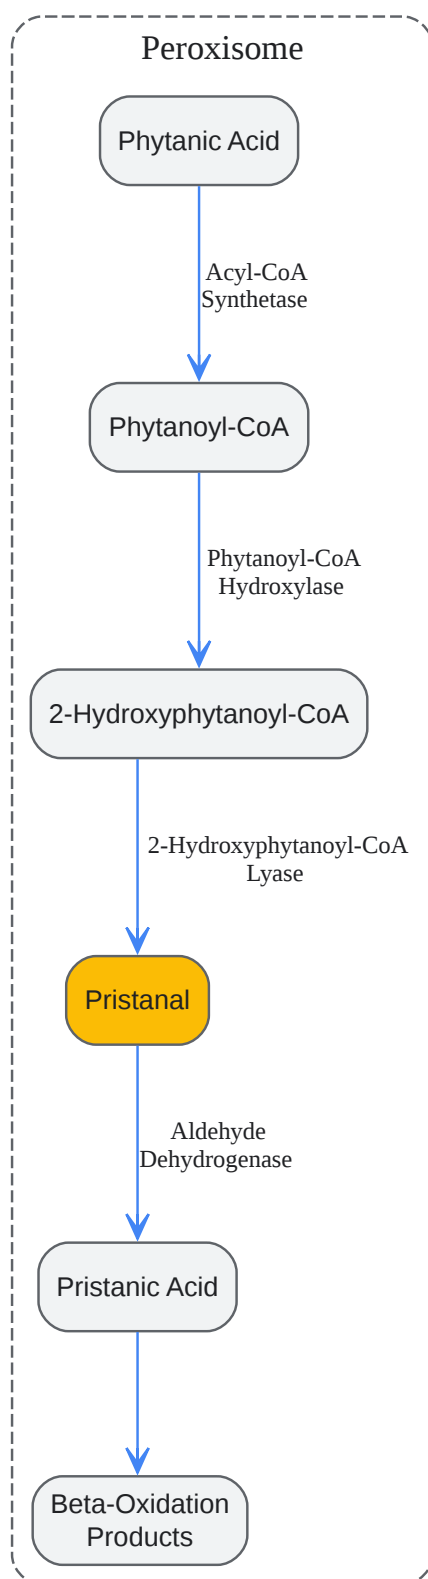 Peroxisome
Phytanic Acid
Acyl-CoA
Synthetase
Phytanoyl-CoA
Phytanoyl-CoA
Hydroxylase
2-Hydroxyphytanoyl-CoA
2-Hydroxyphytanoyl-CoA
Lyase
Pristanal
Aldehyde
Dehydrogenase
Pristanic Acid
Beta-Oxidation
Products